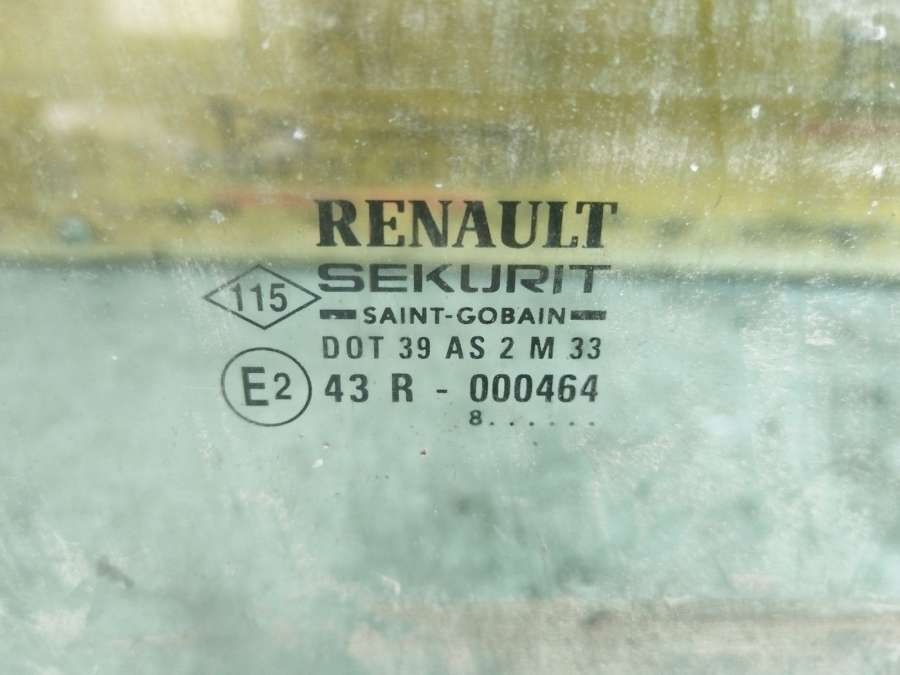 RENAULT
115
SEKURIT
SAINT-GOBAIN
DOT 39 AS 2 M 33
E2 43 R - 000464
8......